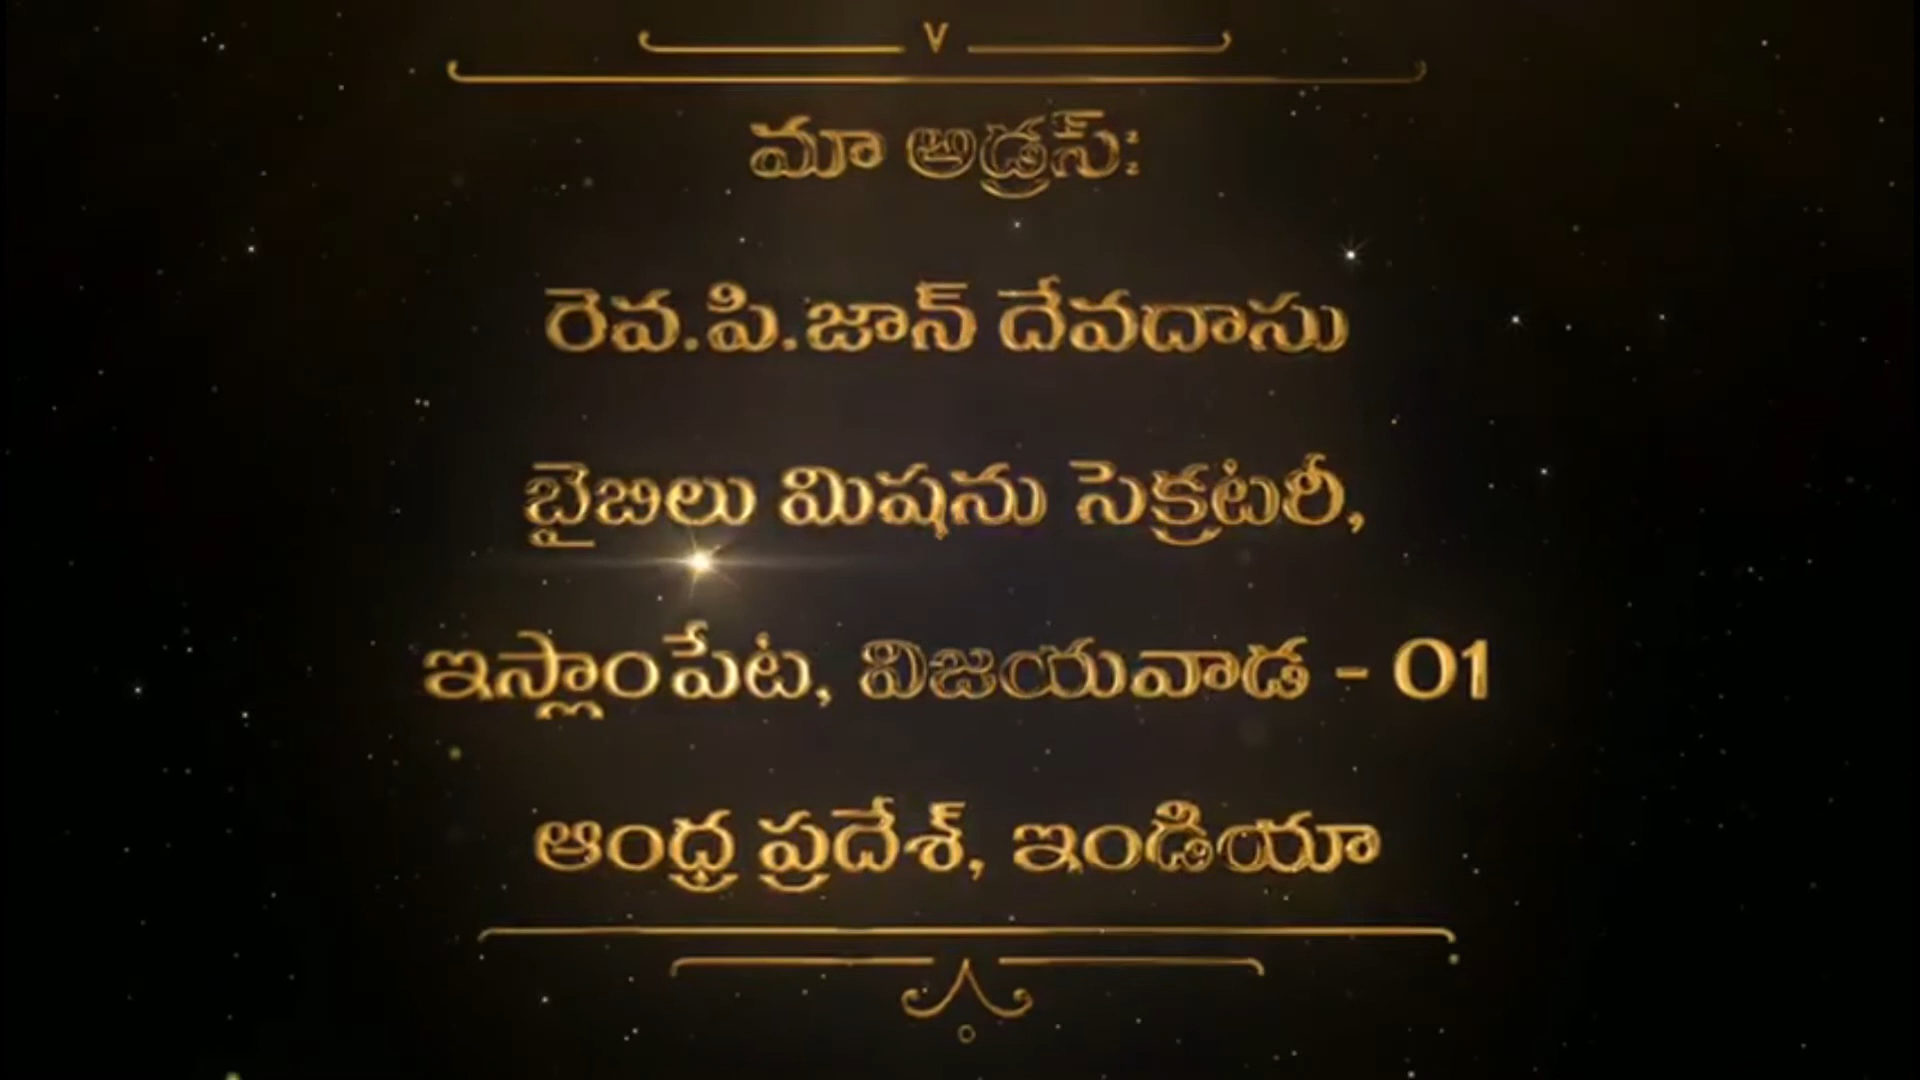 మా అడ్రస్:
రెవ.పి.జాన్ దేవదాసు
బైబిలు మిషను సెక్రటరీ,
ఇస్లాంపేట, విజయవాడ - 01
ఆంధ్ర ప్రదేశ్, ఇండియా